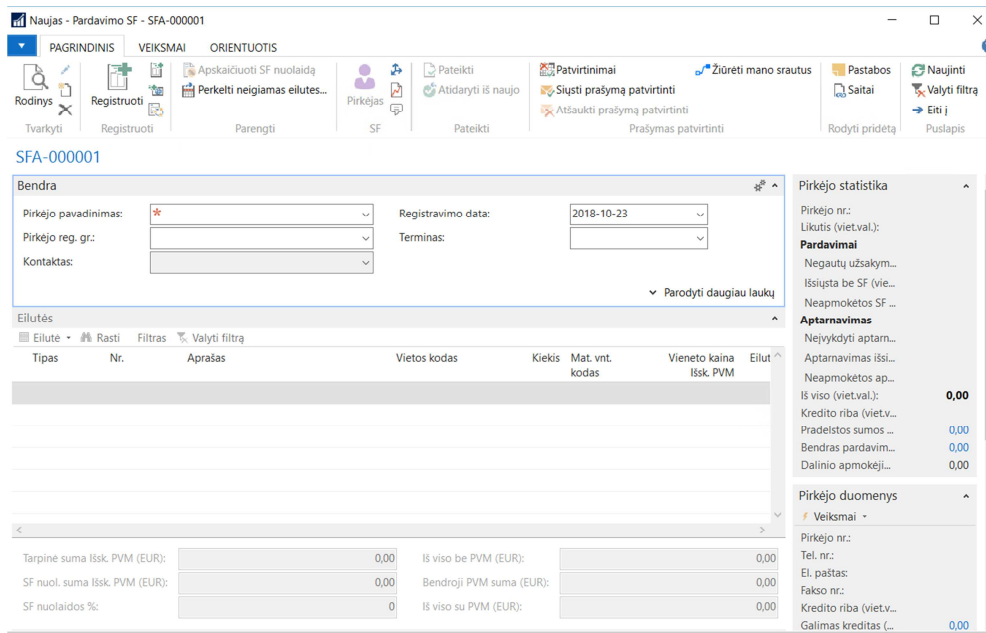 Naujas - Pardavimo SF - SFA-000001
PAGRINDINIS VEIKSMAI ORIENTUOTIS
Rodinys
Tvarkyti
Registruoti
Registruoti
Apskaičiuoti SF nuolaidą
Perkelti neigiamas eilutes...
Parengti
Pirkėjas
SF
Pateikti
Atidaryti iš naujo
Pateikti
Patvirtinimai
Siųsti prašymą patvirtinti
Atšaukti prašymą patvirtinti
Žiūrėti mano srautus
Prašymas patvirtinti
Pastabos
Saitai
Rodyti pridėtą
Naujinti
Valyti filtrą
Eiti į
Puslapis
SFA-000001
Bendra
Pirkėjo pavadinimas: *
Pirkėjo reg. gr.:
Kontaktas:
Registravimo data: 2018-10-23
Terminas:
Parodyti daugiau laukų
Eilutės
Eilutė Rasti Filtras Valyti filtrą
Tipas Nr. Aprašas Vietos kodas Kiekis Mat. vnt. kodas Vieneto kaina Išsk. PVM Eilut
Tarpinė suma Išsk. PVM (EUR): 0,00
SF nuol. suma Išsk. PVM (EUR): 0,00
SF nuolaidos %: 0
Iš viso be PVM (EUR): 0,00
Bendroji PVM suma (EUR): 0,00
Iš viso su PVM (EUR): 0,00
Pirkėjo statistika
Pirkėjo nr.:
Likutis (viet.val.):
Pardavimai
Negautų užsakym...
Išsiųsta be SF (vie...
Neapmokėtos SF ...
Aptarnavimas
Neįvykdyti aptarn...
Aptarnavimas išsi...
Neapmokėtos ap...
Iš viso (viet.val.): 0,00
Kredito riba (viet.v...
Pradelstos sumos ... 0,00
Bendras pardavim... 0,00
Dalinio apmokėji... 0,00
Pirkėjo duomenys
Veiksmai
Pirkėjo nr.:
Tel. nr.:
El. paštas:
Fakso nr.:
Kredito riba (viet.v...
Galimas kreditas (... 0,00